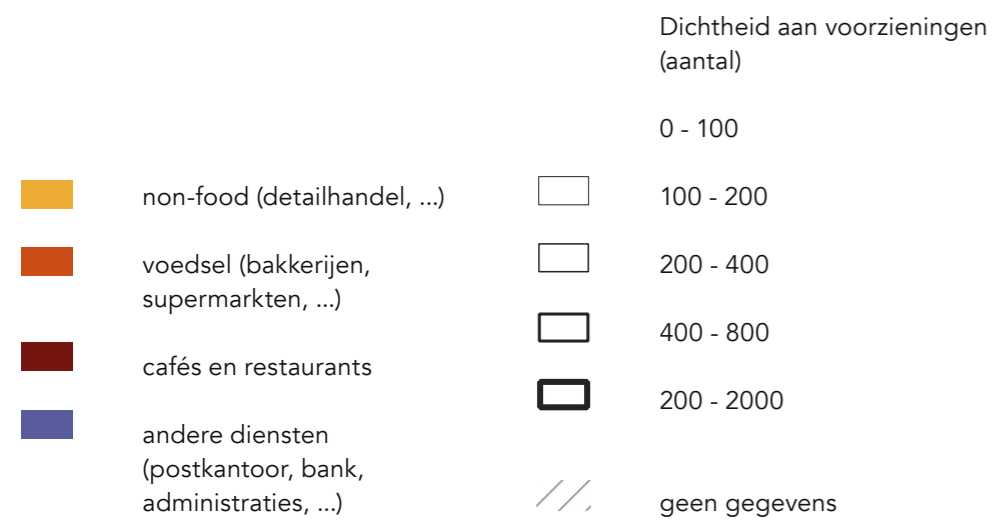 non-food (detailhandel, ...)
voedsel (bakkerijen,
supermarkten, ...)
cafés en restaurants
andere diensten
(postkantoor, bank,
administraties, ...)
Dichtheid aan voorzieningen
(aantal)
0 - 100
100 - 200
200 - 400
400 - 800
200 - 2000
geen gegevens